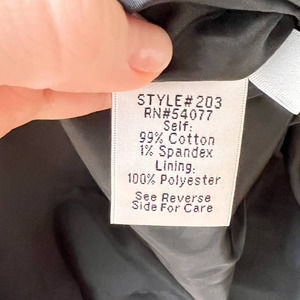 STYLE#203
RN#54077
Self:
99% Cotton
1% Spandex
Lining:
100% Polyester
See Reverse
Side For Care